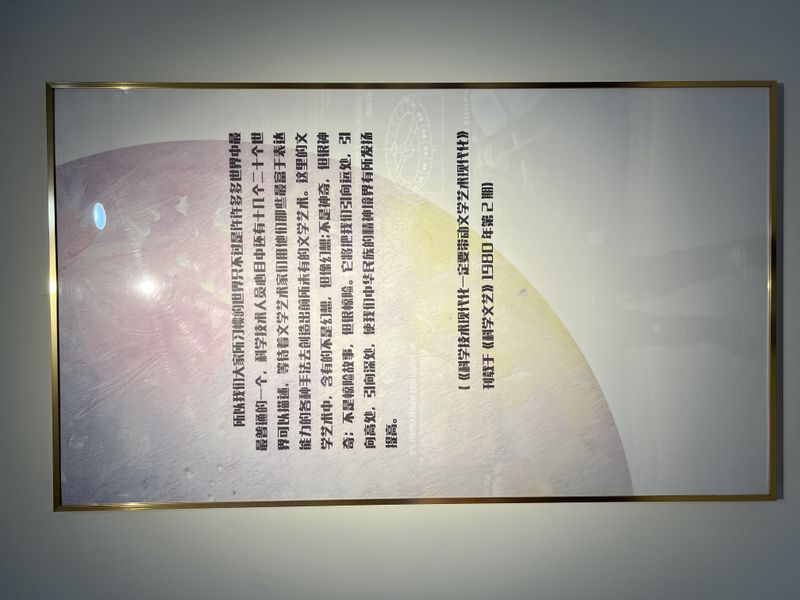 所以我们大家所习惯的世界只不过是许许多多世界中最
最普通的一个，科学技术人员心目中还有十几个二十个世
界可以描述，等待着文学艺术家们用他们那些最富于表达
能力的各种手法去创造出前所未有的文学艺术。这里的文
学艺术中，含有的不是幻想，但像幻想；不是神奇，但很神
奇；不是惊险故事，但很惊险。它将把我们引向远处，引
向高处，引向深处，使我们中华民族的精神境界有所发扬
提高。
[《科学技术现代化一定要带动文学艺术现代化》
刊载于《科学文艺》1980 年第 2 期]